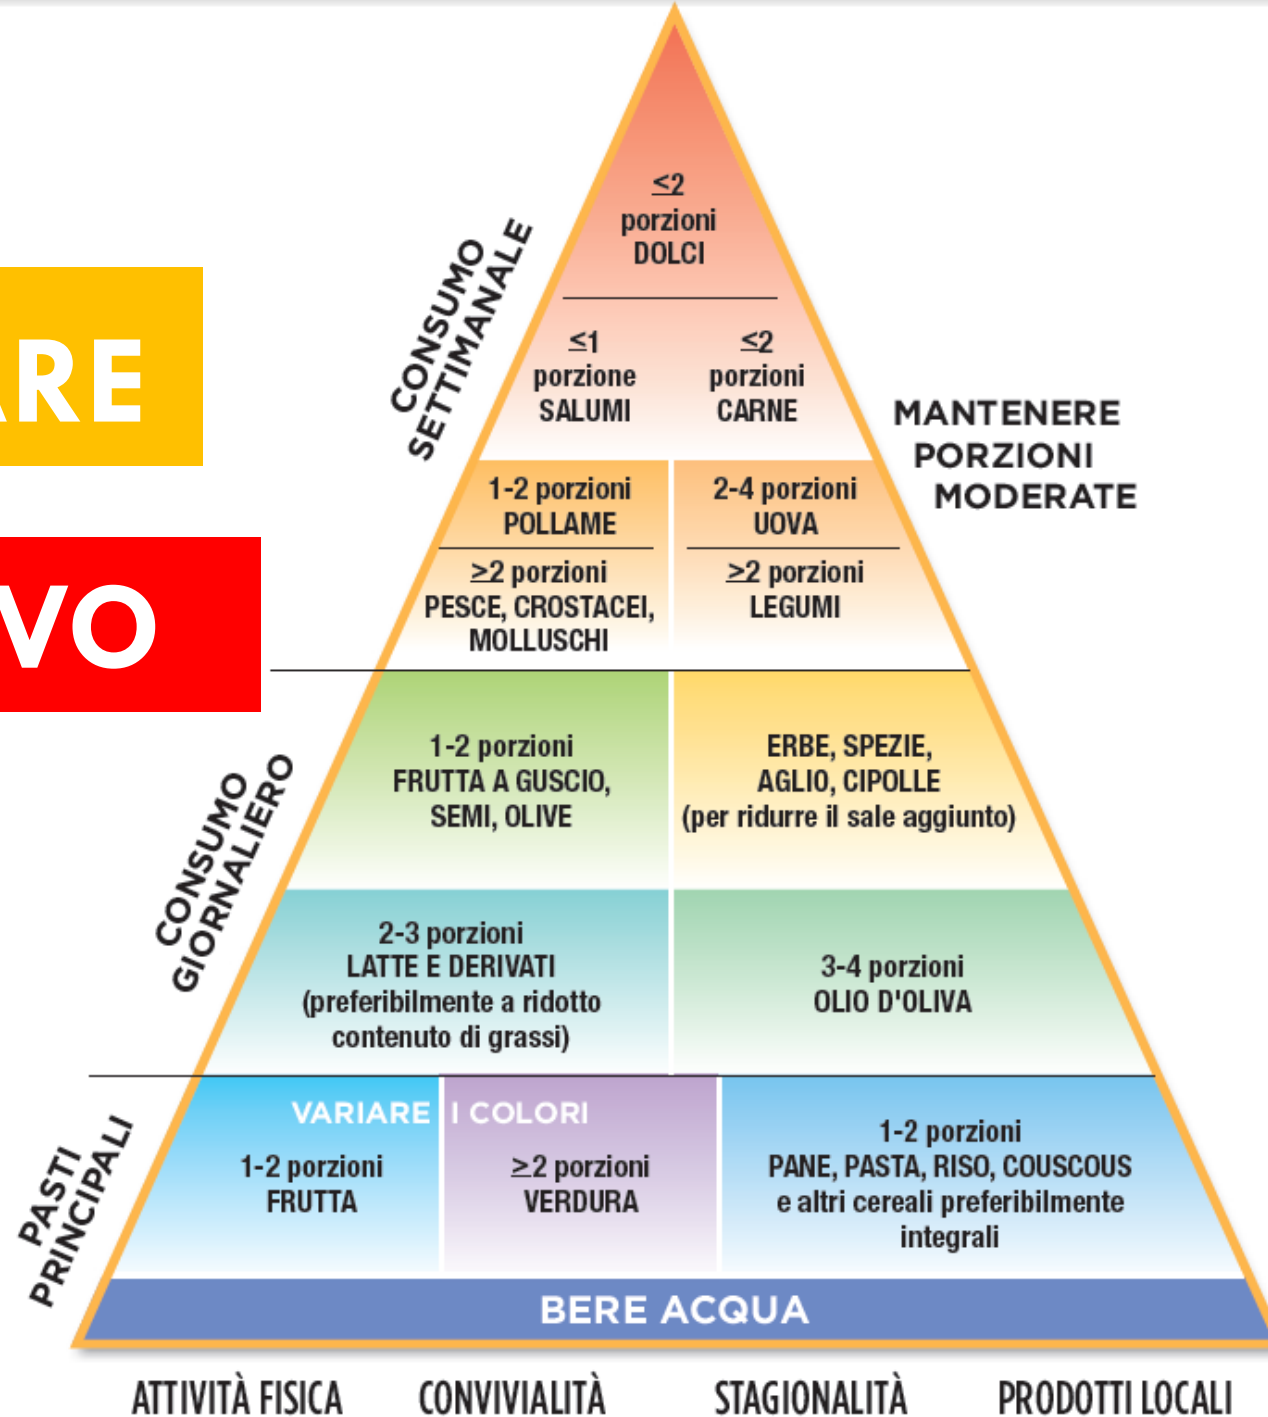 ARE
VO
CONSUMO
SETTIMANALE
≤2
porzioni
DOLCI
≤1
porzione
SALUMI
≤2
porzioni
CARNE
MANTENERE
PORZIONI
MODERATE
1-2 porzioni
POLLAME
2-4 porzioni
UOVA
≥2 porzioni
PESCE, CROSTACEI,
MOLLUSCHI
≥2 porzioni
LEGUMI
CONSUMO
GIORNALIERO
1-2 porzioni
FRUTTA A GUSCIO,
SEMI, OLIVE
ERBE, SPEZIE,
AGLIO, CIPOLLE
(per ridurre il sale aggiunto)
2-3 porzioni
LATTE E DERIVATI
(preferibilmente a ridotto
contenuto di grassi)
3-4 porzioni
OLIO D'OLIVA
PASTI
PRINCIPALI
VARIARE I COLORI
1-2 porzioni
FRUTTA
≥2 porzioni
VERDURA
1-2 porzioni
PANE, PASTA, RISO, COUSCOUS
e altri cereali preferibilmente
integrali
BERE ACQUA
ATTIVITÀ FISICA CONVIVIALITÀ STAGIONALITÀ PRODOTTI LOCALI